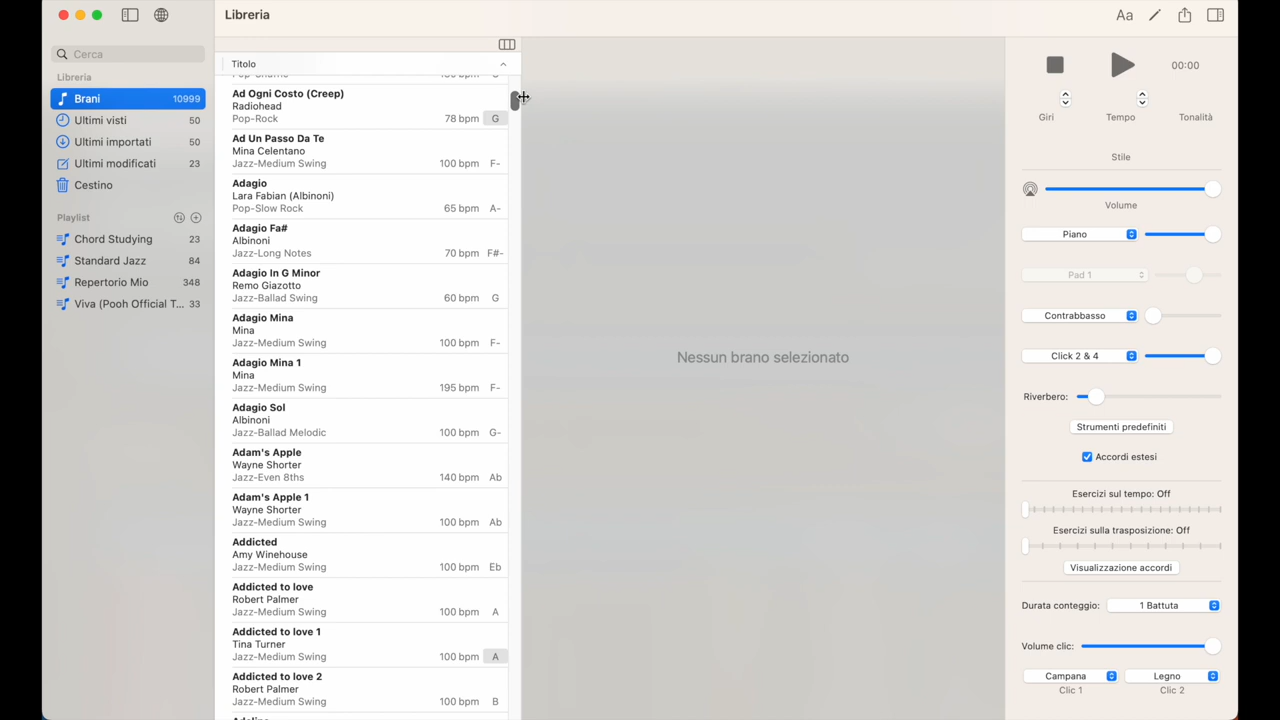 Libreria
Aa
Cerca
Libreria
Brani 10999
Ultimi visti 50
Ultimi importati 50
Ultimi modificati 23
Cestino
Playlist
Chord Studying 23
Standard Jazz 84
Repertorio Mio 348
Viva (Pooh Official T... 33
Titolo
Ad Ogni Costo (Creep)
Radiohead
Pop-Rock 78 bpm G
Ad Un Passo Da Te
Mina Celentano
Jazz-Medium Swing 100 bpm F-
Adagio
Lara Fabian (Albinoni)
Pop-Slow Rock 65 bpm A-
Adagio Fa#
Albinoni
Jazz-Long Notes 70 bpm F#-
Adagio In G Minor
Remo Giazotto
Jazz-Ballad Swing 60 bpm G
Adagio Mina
Mina
Jazz-Medium Swing 100 bpm F-
Adagio Mina 1
Mina
Jazz-Medium Swing 195 bpm F-
Adagio Sol
Albinoni
Jazz-Ballad Melodic 100 bpm G-
Adam's Apple
Wayne Shorter
Jazz-Even 8ths 140 bpm Ab
Adam's Apple 1
Wayne Shorter
Jazz-Medium Swing 100 bpm Ab
Addicted
Amy Winehouse
Jazz-Medium Swing 100 bpm Eb
Addicted to love
Robert Palmer
Jazz-Medium Swing 100 bpm A
Addicted to love 1
Tina Turner
Jazz-Medium Swing 100 bpm A
Addicted to love 2
Robert Palmer
Jazz-Medium Swing 100 bpm B
Nessun brano selezionato
00:00
Giri Tempo Tonalità
Stile
Volume
Piano
Pad 1
Contrabbasso
Click 2 & 4
Riverbero:
Strumenti predefiniti
Accordi estesi
Esercizi sul tempo: Off
Esercizi sulla trasposizione: Off
Visualizzazione accordi
Durata conteggio: 1 Battuta
Volume clic:
Campana Legno
Clic 1 Clic 2